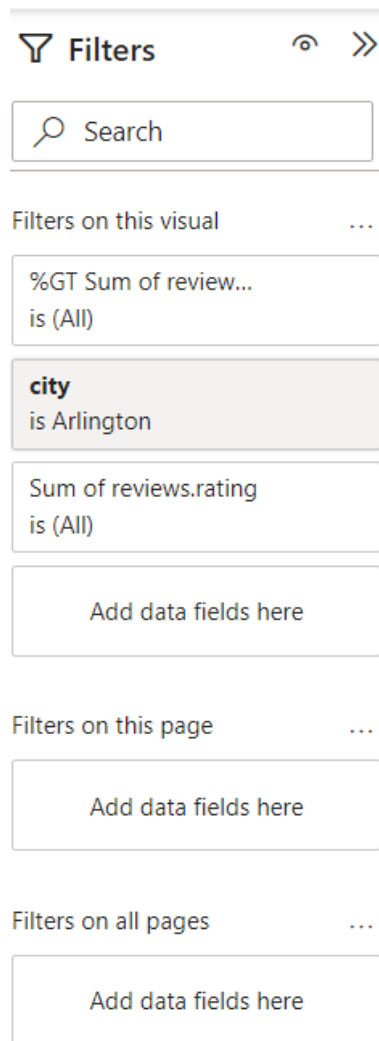 Filters
Search
Filters on this visual
...
%GT Sum of review...
is (All)
city
is Arlington
Sum of reviews.rating
is (All)
Add data fields here
Filters on this page
...
Add data fields here
Filters on all pages
...
Add data fields here